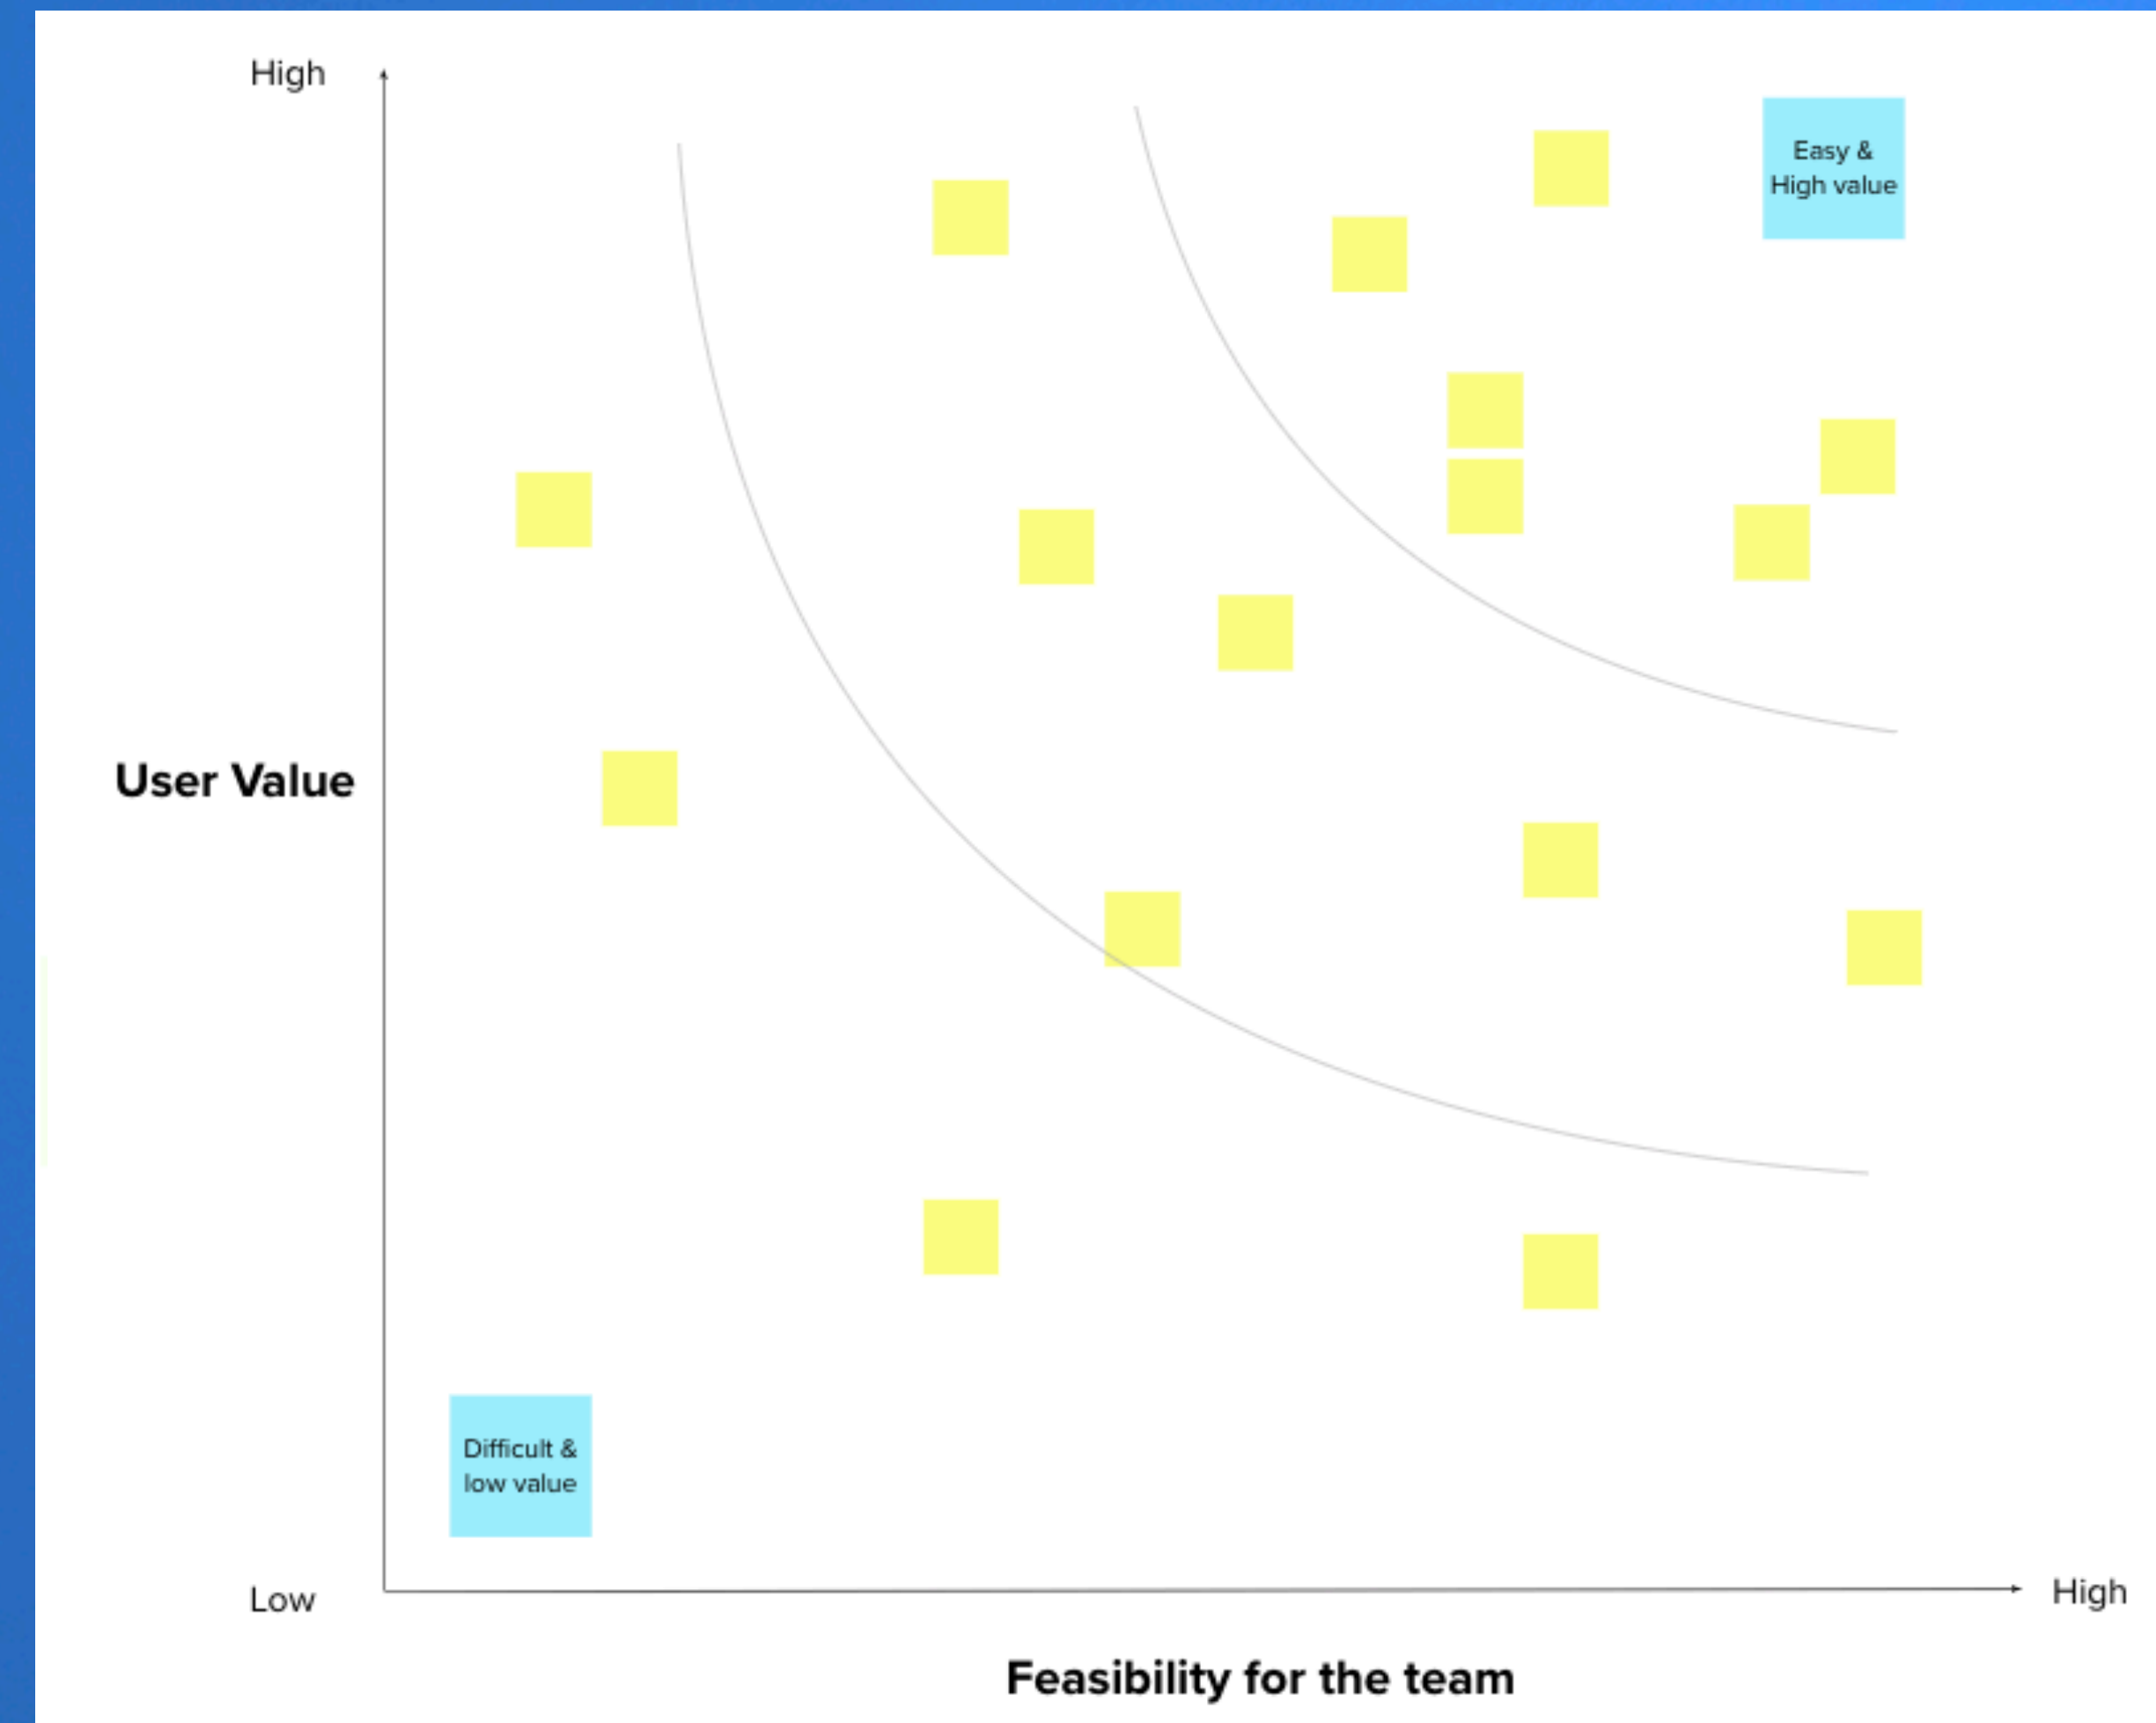 High
Easy &
High value
User Value
Difficult &
low value
Low
High
Feasibility for the team